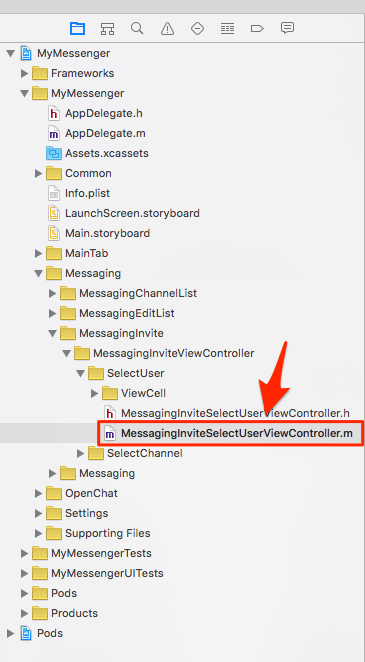 MyMessenger
Frameworks
MyMessenger
AppDelegate.h
AppDelegate.m
Assets.xcassets
Common
Info.plist
LaunchScreen.storyboard
Main.storyboard
MainTab
Messaging
MessagingChannelList
MessagingEditList
MessagingInvite
MessagingInviteViewController
SelectUser
ViewCell
MessagingInviteSelectUserViewController.h
MessagingInviteSelectUserViewController.m
SelectChannel
Messaging
OpenChat
Settings
Supporting Files
MyMessengerTests
MyMessengerUITests
Pods
Products
Pods